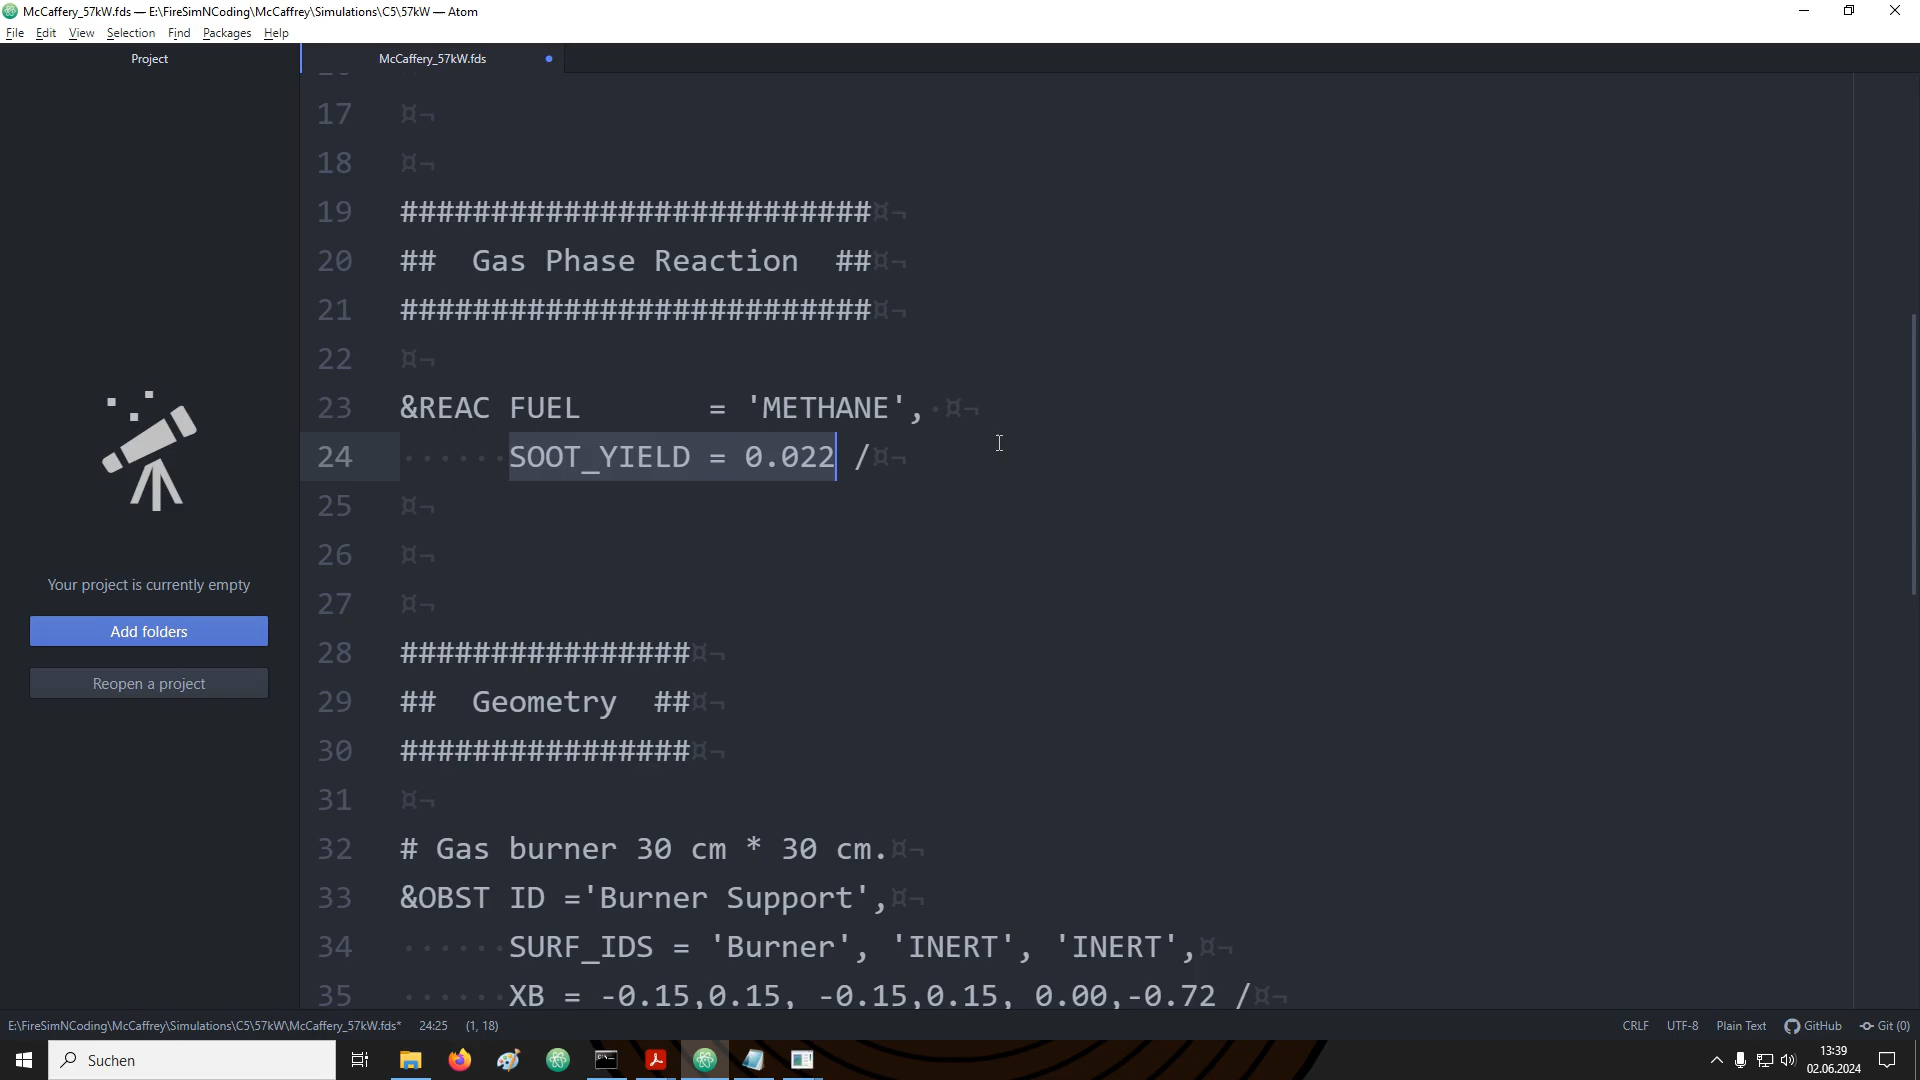 McCaffery_57kW.fds — E:\FireSimNCoding\McCaffrey\Simulations\C5\57kW — Atom
File Edit View Selection Find Packages Help
Project
McCaffery_57kW.fds
17 ¤¬
18 ¤¬
19 ##########################¤¬
20 ##  Gas Phase Reaction  ##¤¬
21 ##########################¤¬
22 ¤¬
23 &REAC FUEL       = 'METHANE',·¤¬
24 ······SOOT_YIELD = 0.022 /¤¬
25 ¤¬
26 ¤¬
27 ¤¬
28 ################¤¬
29 ##  Geometry  ##¤¬
30 ################¤¬
31 ¤¬
32 # Gas burner 30 cm * 30 cm.¤¬
33 &OBST ID ='Burner Support',¤¬
34 ······SURF_IDS = 'Burner', 'INERT', 'INERT',¤¬
35 ······XB = -0.15,0.15, -0.15,0.15, 0.00,-0.72 /¤¬
Your project is currently empty
Add folders
Reopen a project
E:\FireSimNCoding\McCaffrey\Simulations\C5\57kW\McCaffery_57kW.fds* 24:25 (1, 18)
CRLF UTF-8 Plain Text GitHub Git (0)
Suchen
13:39
02.06.2024